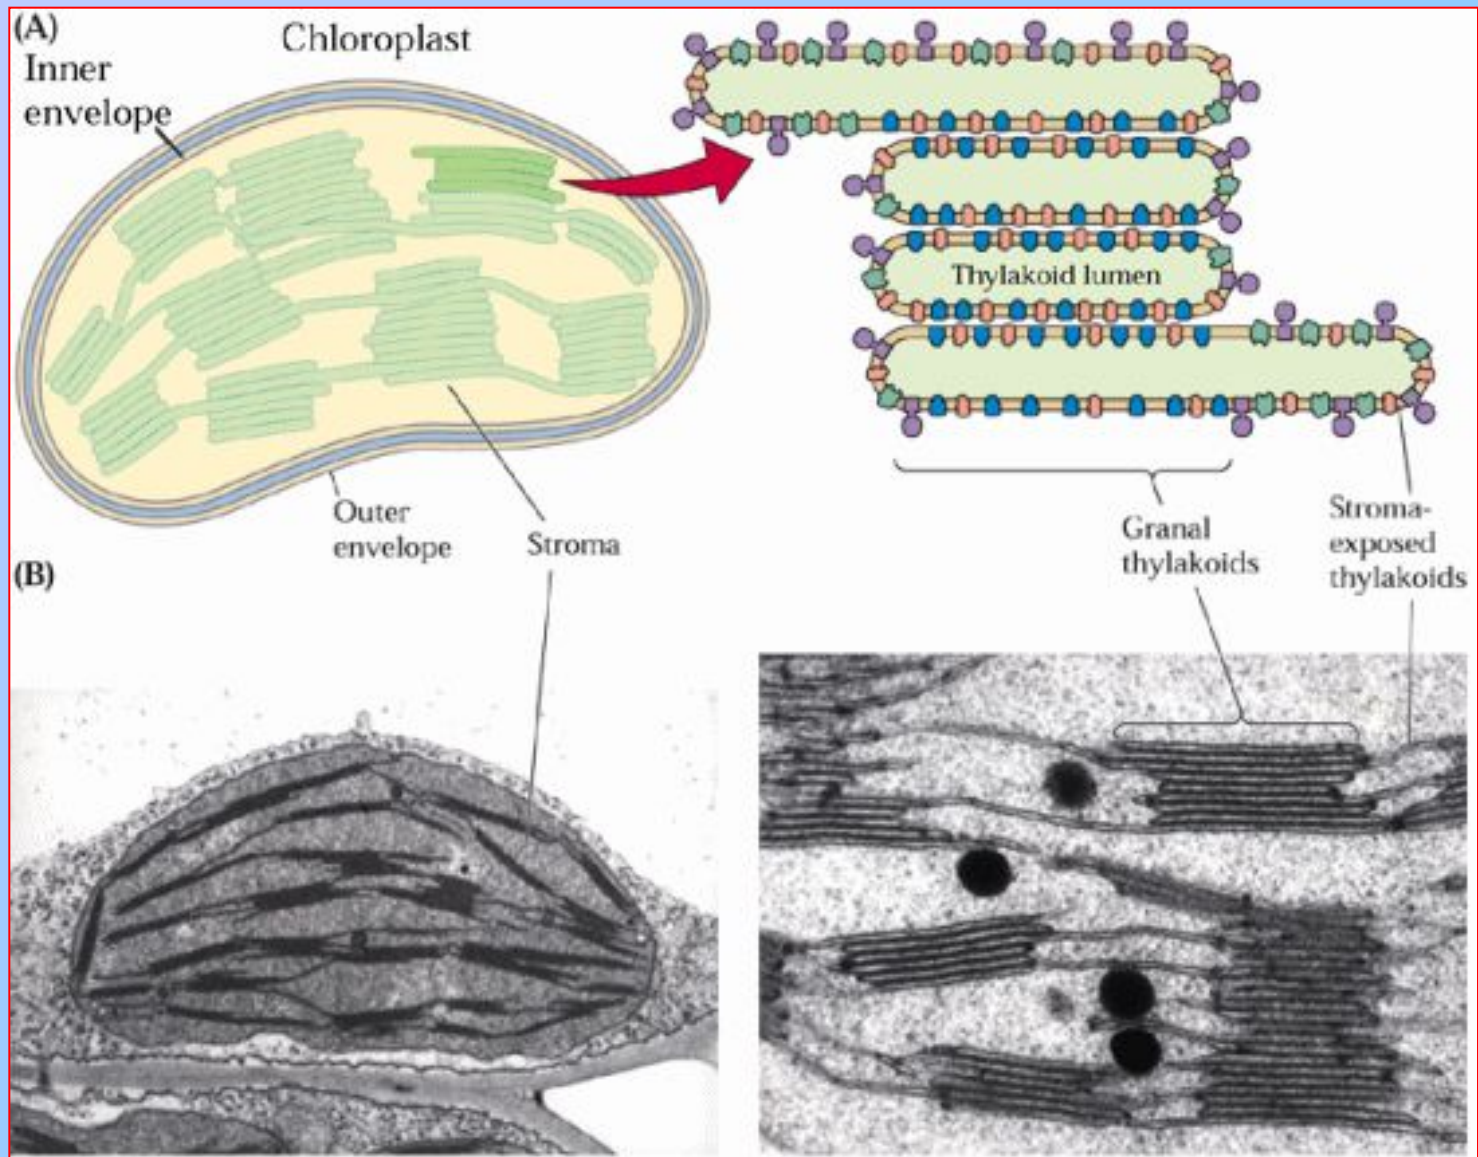 (A)
Chloroplast
Inner
envelope
Thylakoid lumen
Outer
envelope
Stroma
Granal
thylakoids
Stroma-
exposed
thylakoids
(B)